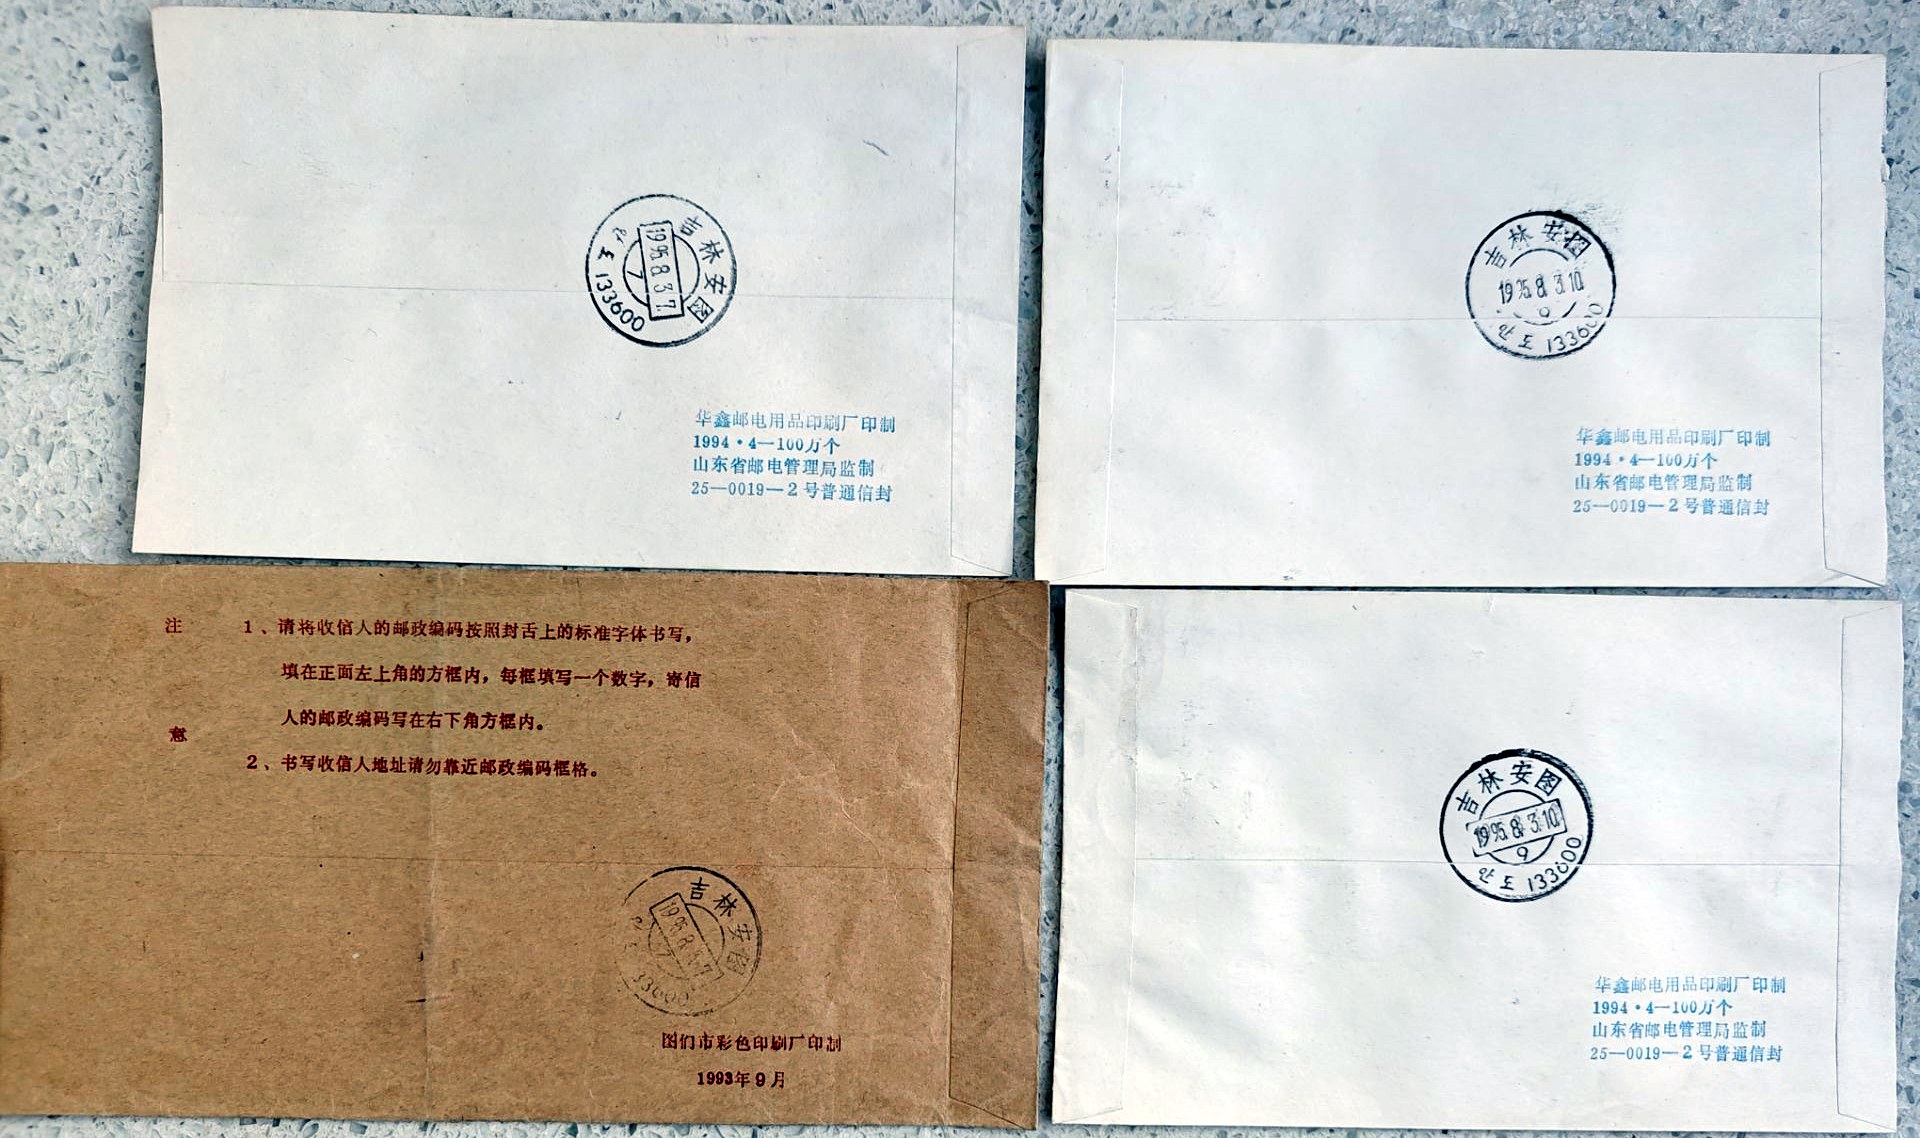 吉林安图
1995.8.3.7
7
133600
华鑫邮电用品印刷厂印制
1994·4—100万个
山东省邮电管理局监制
25—0019—2号普通信封
吉林安图
1995.8.3.10
9
133600
华鑫邮电用品印刷厂印制
1994·4—100万个
山东省邮电管理局监制
25—0019—2号普通信封
注意
1、请将收信人的邮政编码按照封舌上的标准字体书写，
填在正面左上角的方框内，每框填写一个数字，寄信
人的邮政编码写在右下角方框内。
2、书写收信人地址请勿靠近邮政编码框格。
吉林安图
7
133600
图们市彩色印刷厂印制
1993年9月
吉林安图
1995.8.3.10
9
133600
华鑫邮电用品印刷厂印制
1994·4—100万个
山东省邮电管理局监制
25—0019—2号普通信封